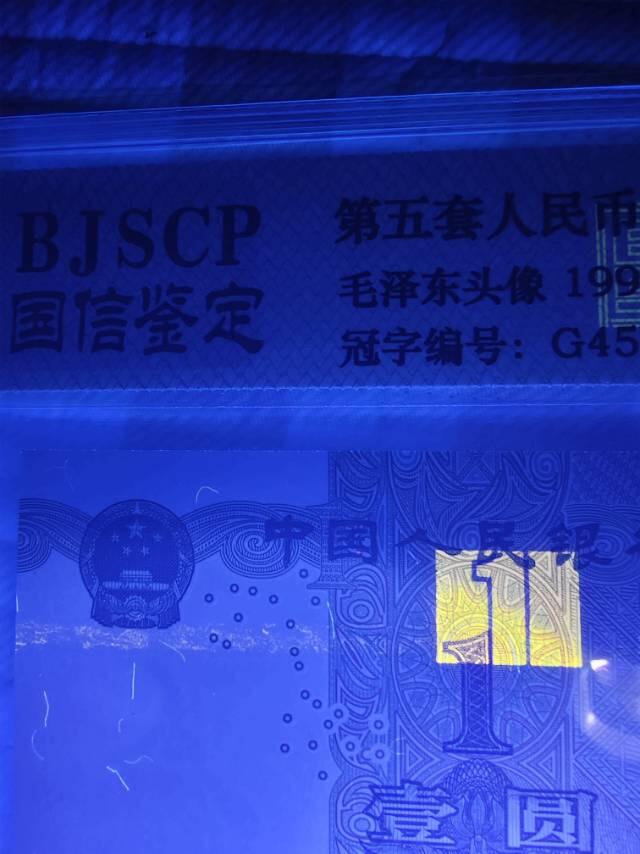 BJSCP
国信鉴定
第五套人民币
毛泽东头像 199
冠字编号：G45
中国人民银
1
壹圆